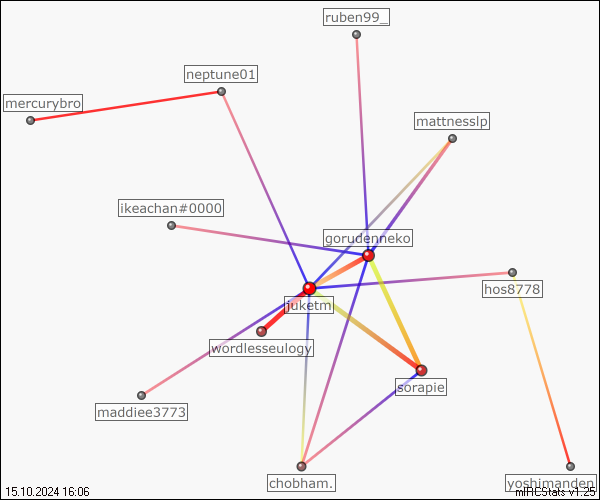 ruben99_
neptune01
mercurybro
mattnesslp
ikeachan#0000
gorudenneko
hos8778
juketm
wordlesseulogy
sorapie
maddiee3773
chobham.
yoshimanden
15.10.2024 16:06
mIRCStats v1.25